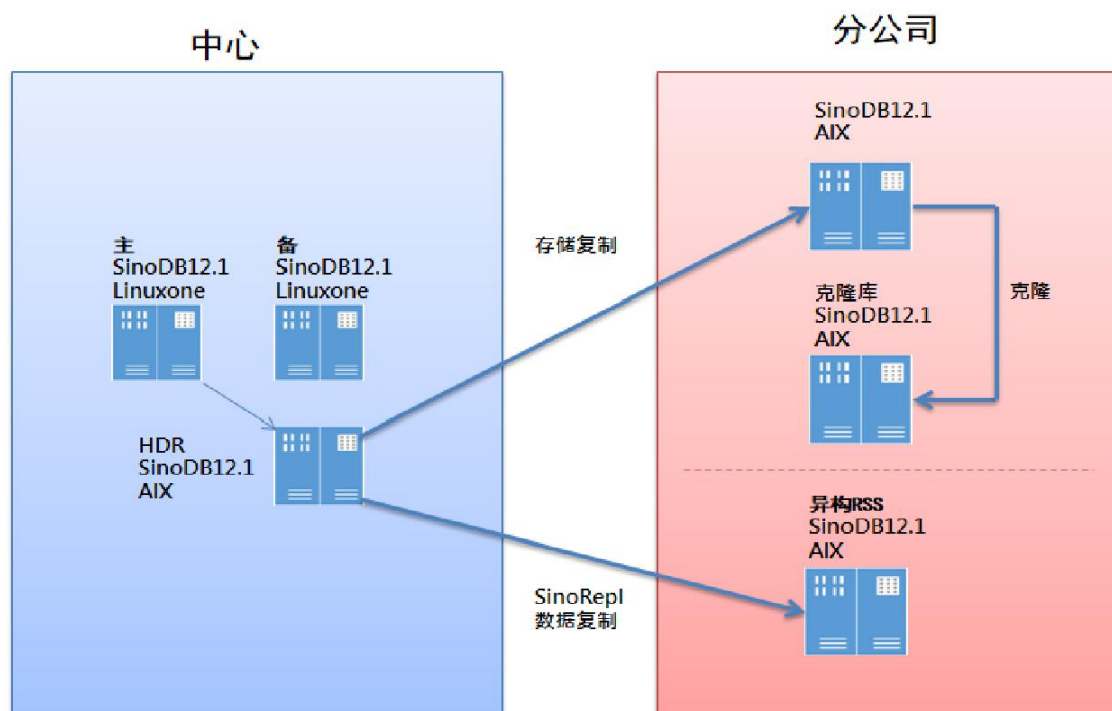 中心
分公司
SinoDB12.1
AIX
存储复制
主
SinoDB12.1
Linuxone
备
SinoDB12.1
Linuxone
克隆库
SinoDB12.1
AIX
克隆
HDR
SinoDB12.1
AIX
异构RSS
SinoDB12.1
AIX
SinoRepl
数据复制